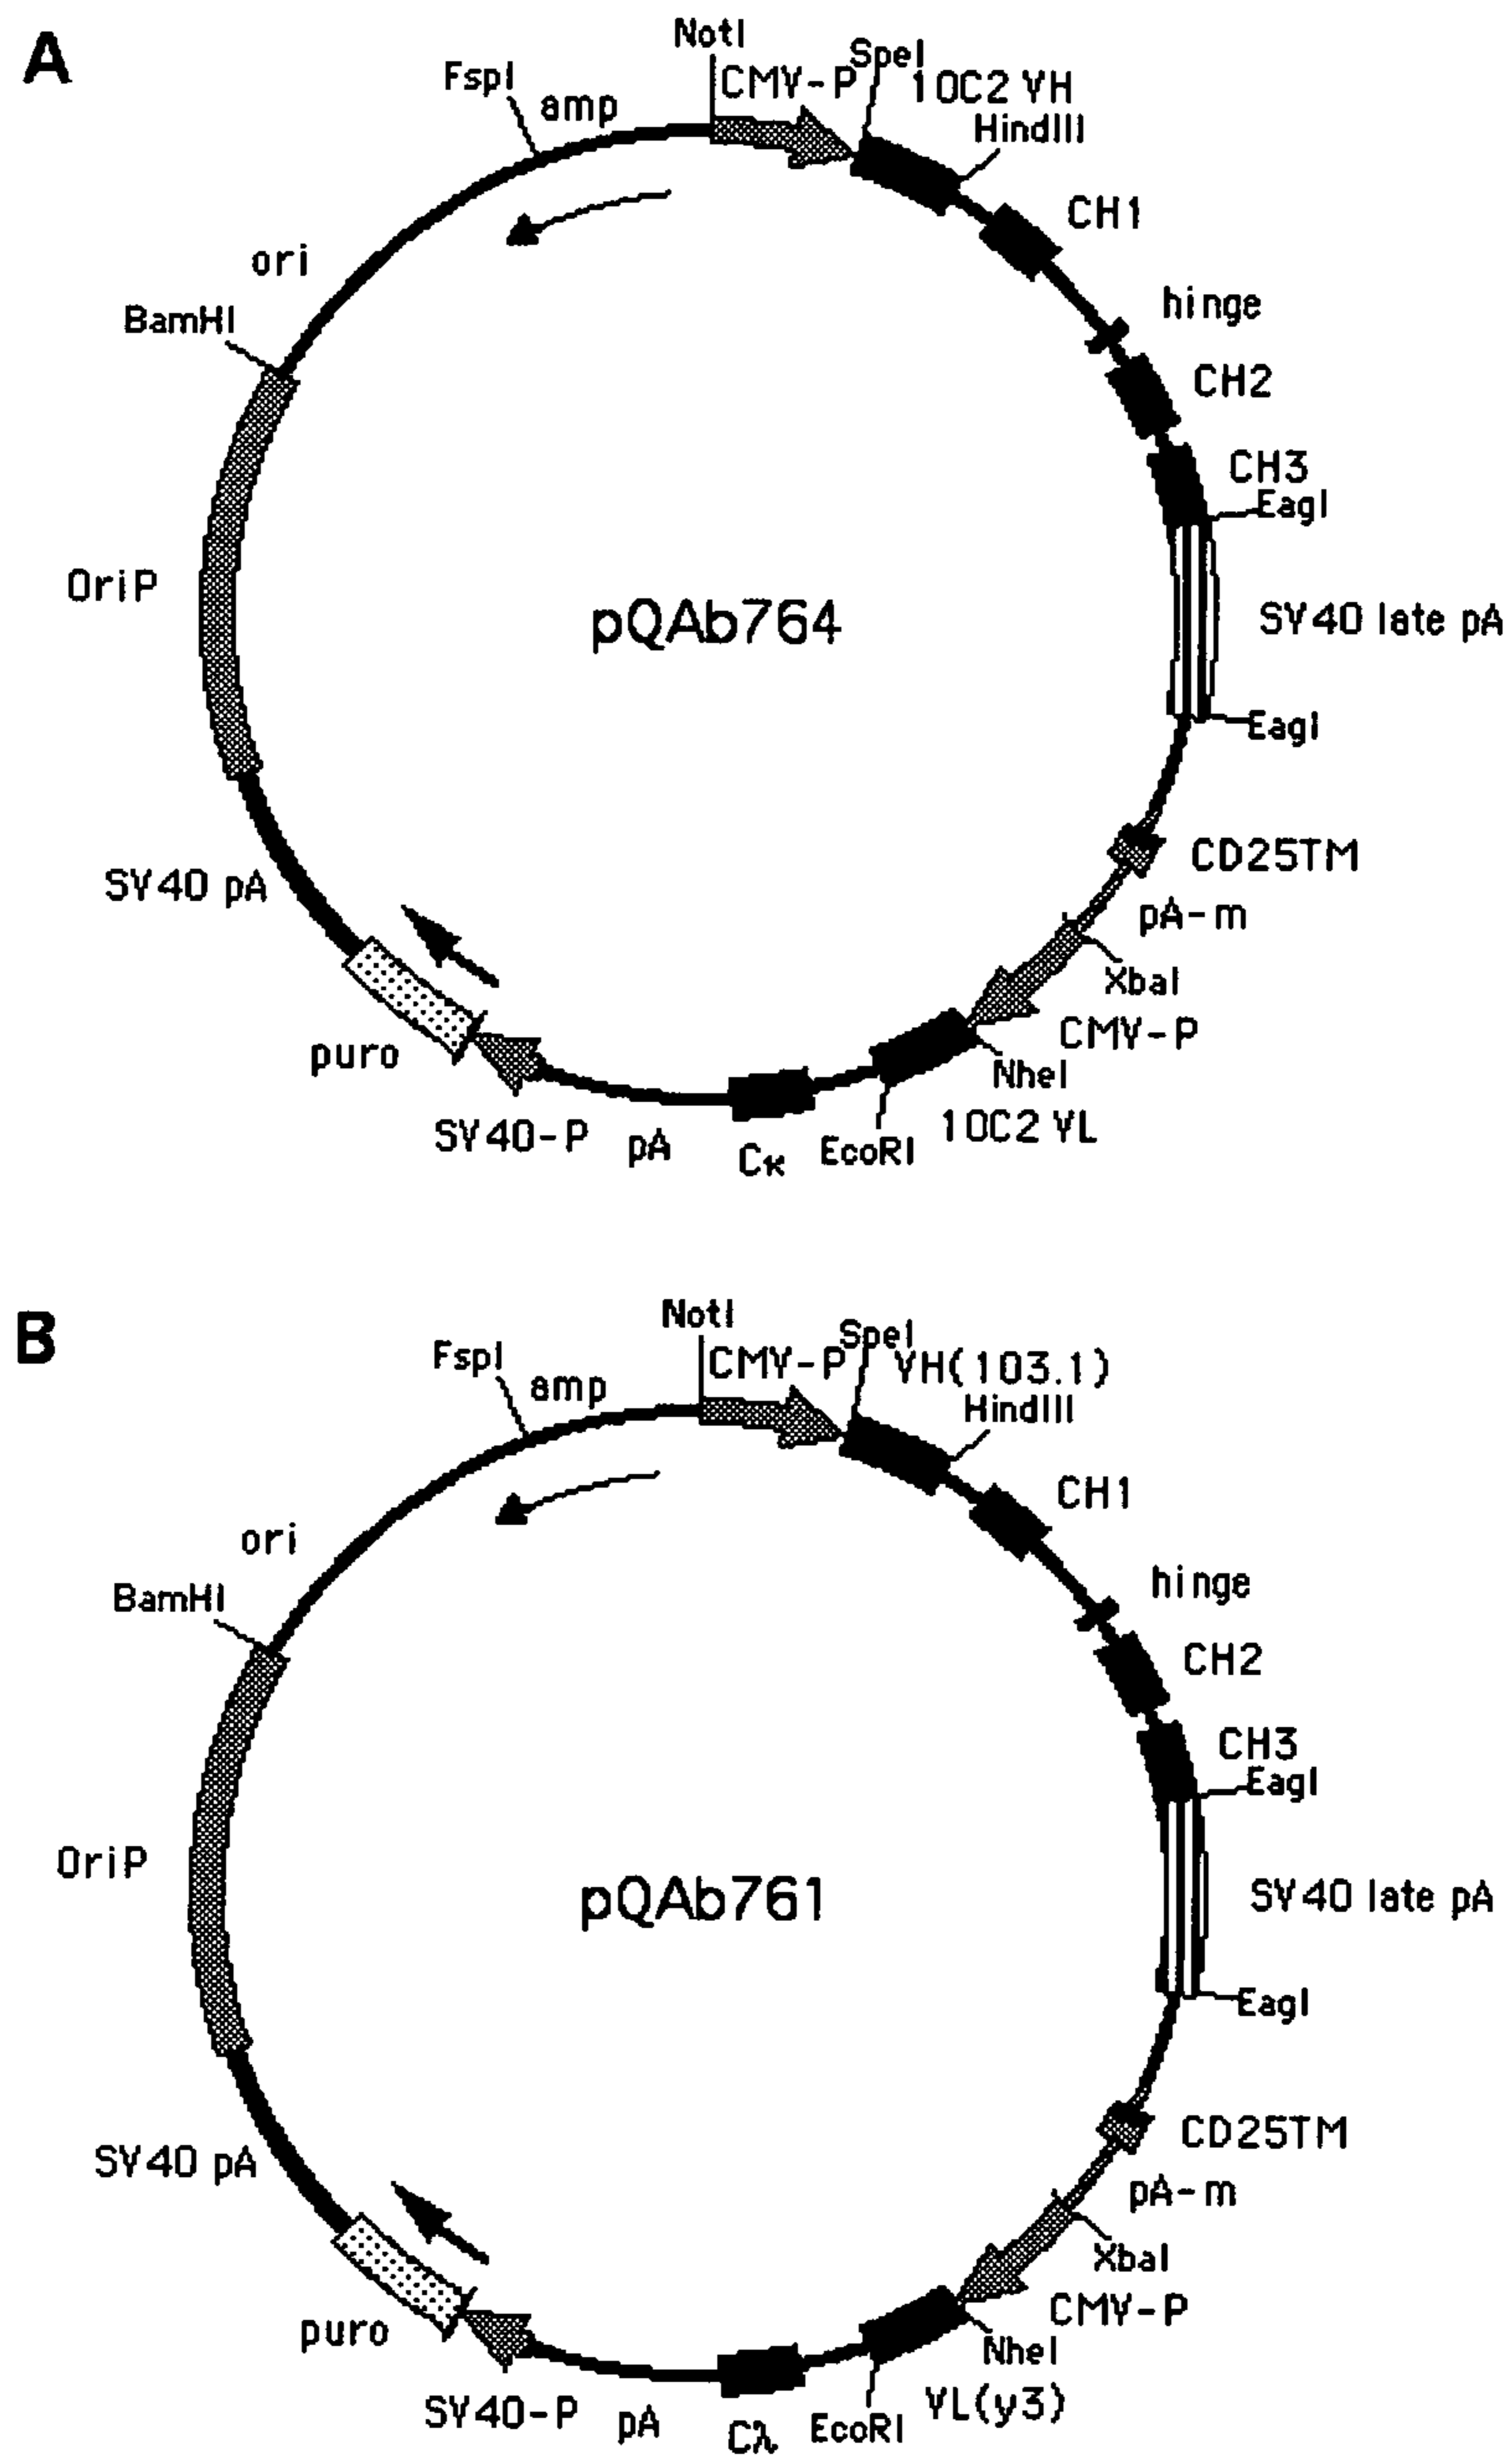 A
NotI
FspI
amp
CMV-P
SpeI
10C2 VH
HindIII
CH1
ori
hinge
BamHI
CH2
CH3
EagI
OriP
pQAb764
SV40 late pA
EagI
CD25TM
SV40 pA
pA-m
XbaI
puro
CMV-P
NheI
SV40-P
pA
Cκ
EcoRI
10C2 VL
B
NotI
FspI
amp
CMV-P
SpeI
VH(103.1)
HindIII
CH1
ori
hinge
BamHI
CH2
CH3
EagI
OriP
pQAb761
SV40 late pA
EagI
CD25TM
SV40 pA
pA-m
XbaI
puro
CMV-P
NheI
SV40-P
pA
Cλ
EcoRI
VL(y3)